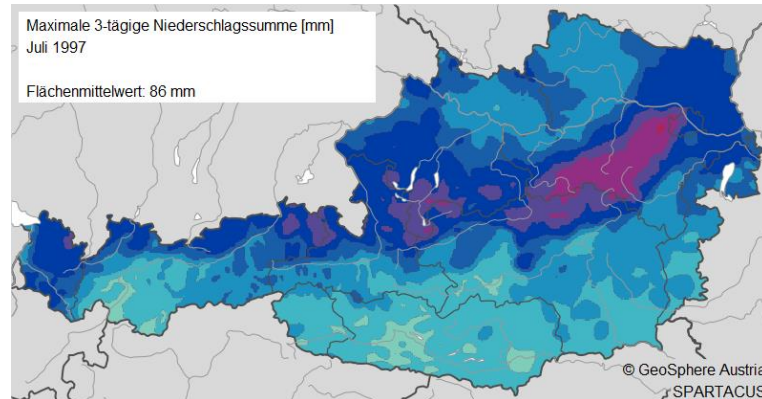 Maximale 3-tägige Niederschlagssumme [mm]
Juli 1997
Flächenmittelwert: 86 mm
© GeoSphere Austria
SPARTACUS